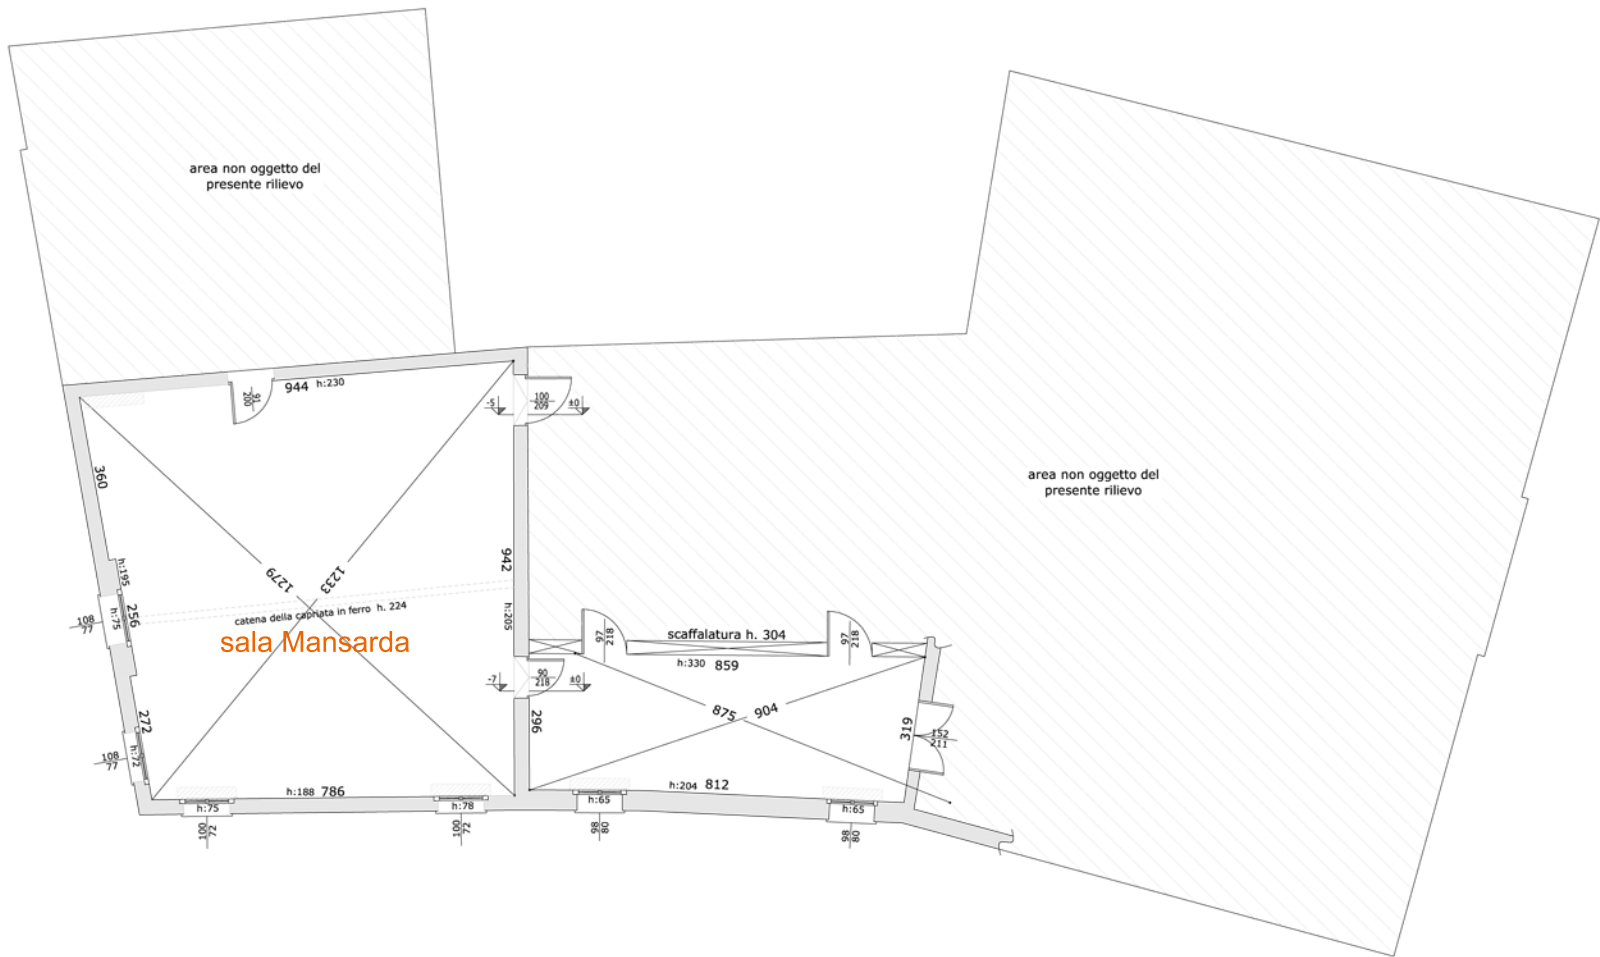 area non oggetto del
presente rilievo
944 h:230
91
200
100
209
-5
±0
360
area non oggetto del
presente rilievo
h:195
256
h:75
108
77
1279
1233
942
h:205
catena della capriata in ferro h. 224
sala Mansarda
97
218
scaffalatura h. 304
97
218
h:330 859
90
218
-7
±0
272
h:72
108
77
296
875
904
319
152
211
h:188 786
h:204 812
h:75
h:78
h:65
h:65
100
72
100
72
98
80
98
80